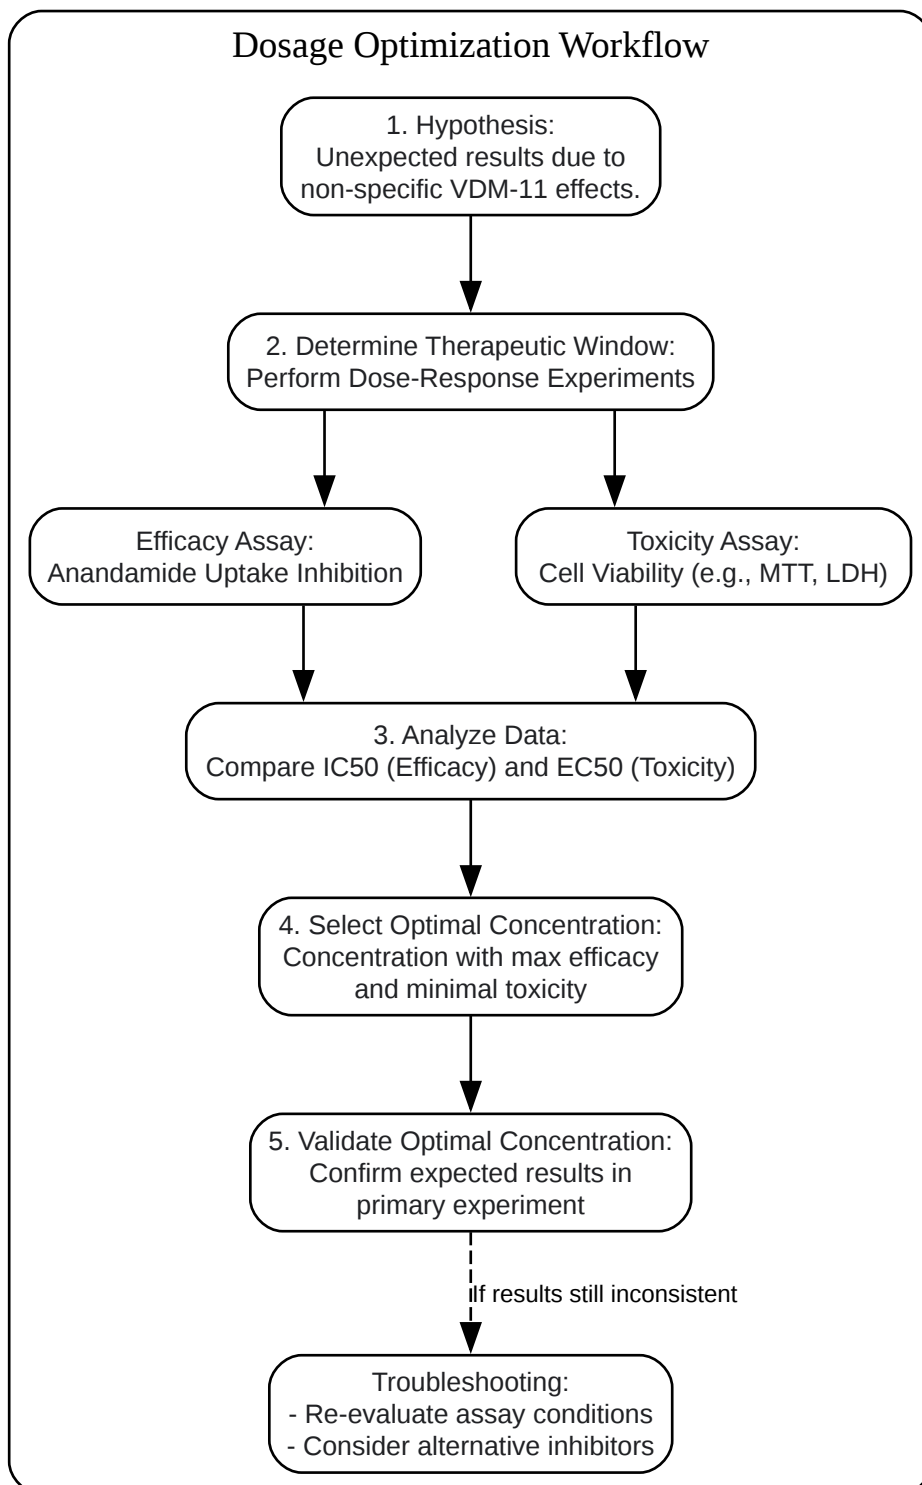 Dosage Optimization Workflow
1. Hypothesis:
Unexpected results due to
non-specific VDM-11 effects.
2. Determine Therapeutic Window:
Perform Dose-Response Experiments
Efficacy Assay:
Anandamide Uptake Inhibition
Toxicity Assay:
Cell Viability (e.g., MTT, LDH)
3. Analyze Data:
Compare IC50 (Efficacy) and EC50 (Toxicity)
4. Select Optimal Concentration:
Concentration with max efficacy
and minimal toxicity
5. Validate Optimal Concentration:
Confirm expected results in
primary experiment
If results still inconsistent
Troubleshooting:
- Re-evaluate assay conditions
- Consider alternative inhibitors